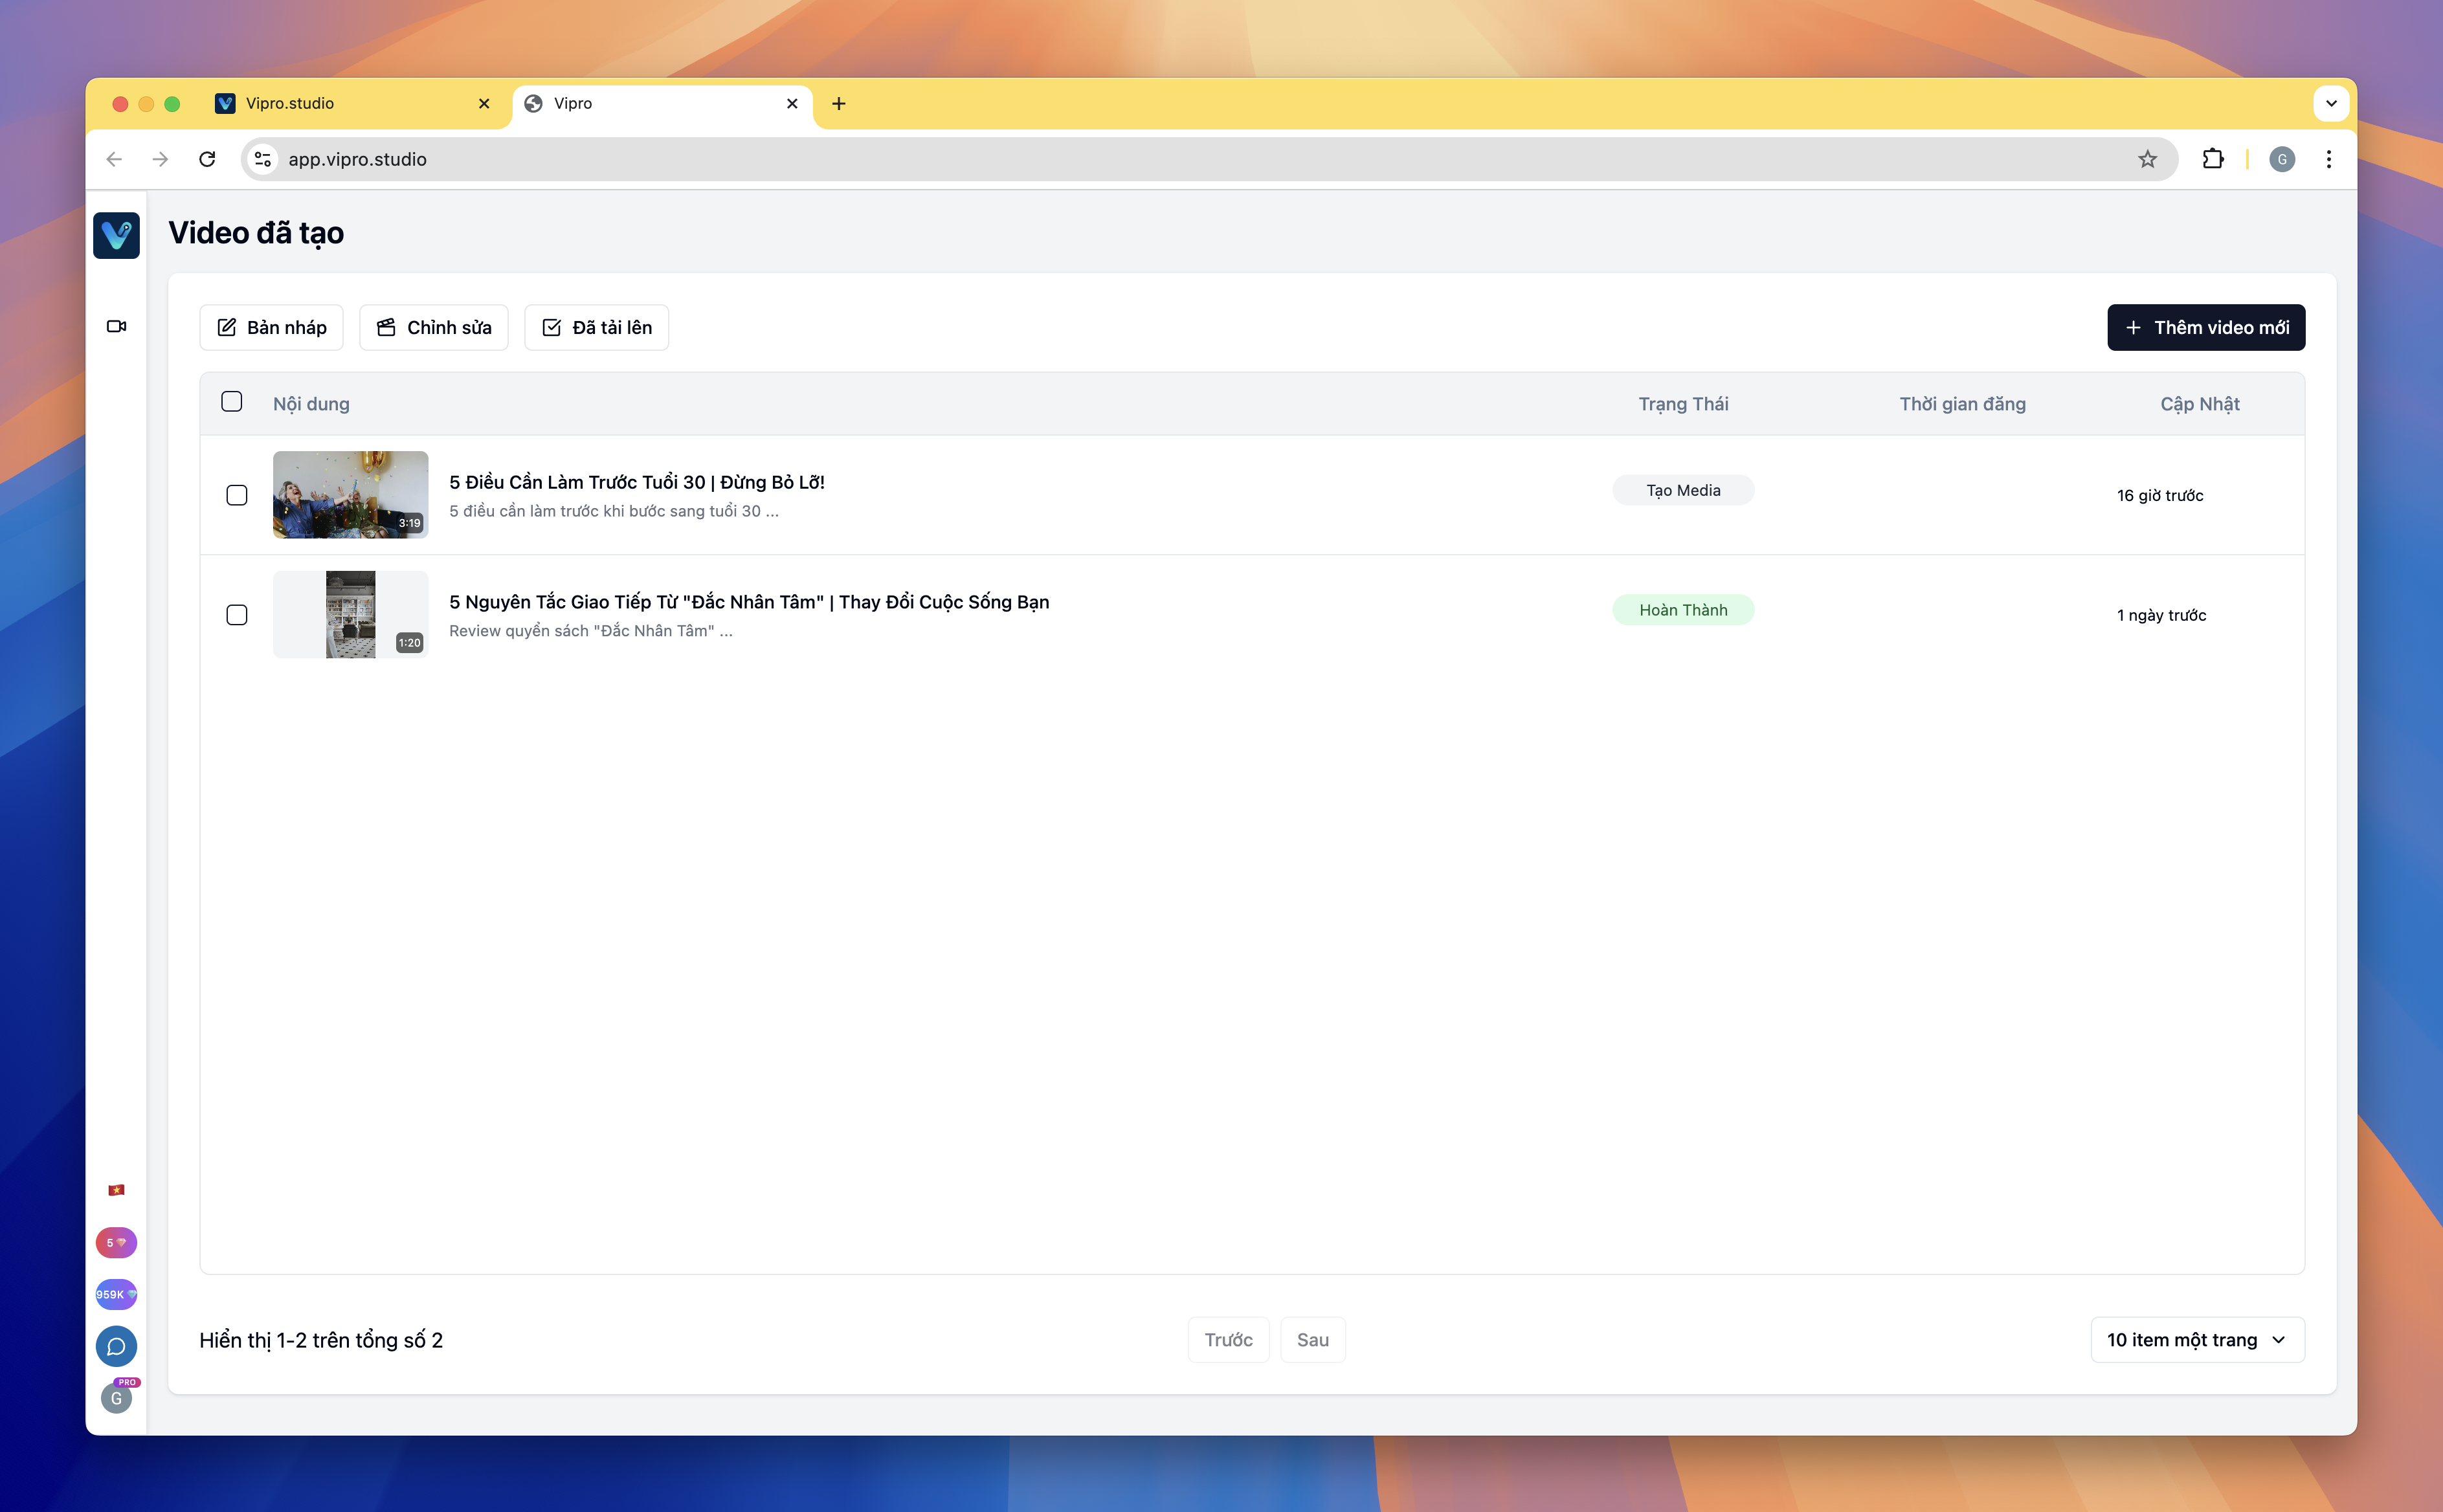 Vipro.studio
Vipro
app.vipro.studio
G
Video đã tạo
Bản nháp
Chỉnh sửa
Đã tải lên
Thêm video mới
Nội dung
Trạng Thái
Thời gian đăng
Cập Nhật
3:19
5 Điều Cần Làm Trước Tuổi 30 | Đừng Bỏ Lỡ!
5 điều cần làm trước khi bước sang tuổi 30 ...
Tạo Media
16 giờ trước
1:20
5 Nguyên Tắc Giao Tiếp Từ "Đắc Nhân Tâm" | Thay Đổi Cuộc Sống Bạn
Review quyển sách "Đắc Nhân Tâm" ...
Hoàn Thành
1 ngày trước
5
959K
PRO
G
Hiển thị 1-2 trên tổng số 2
Trước
Sau
10 item một trang